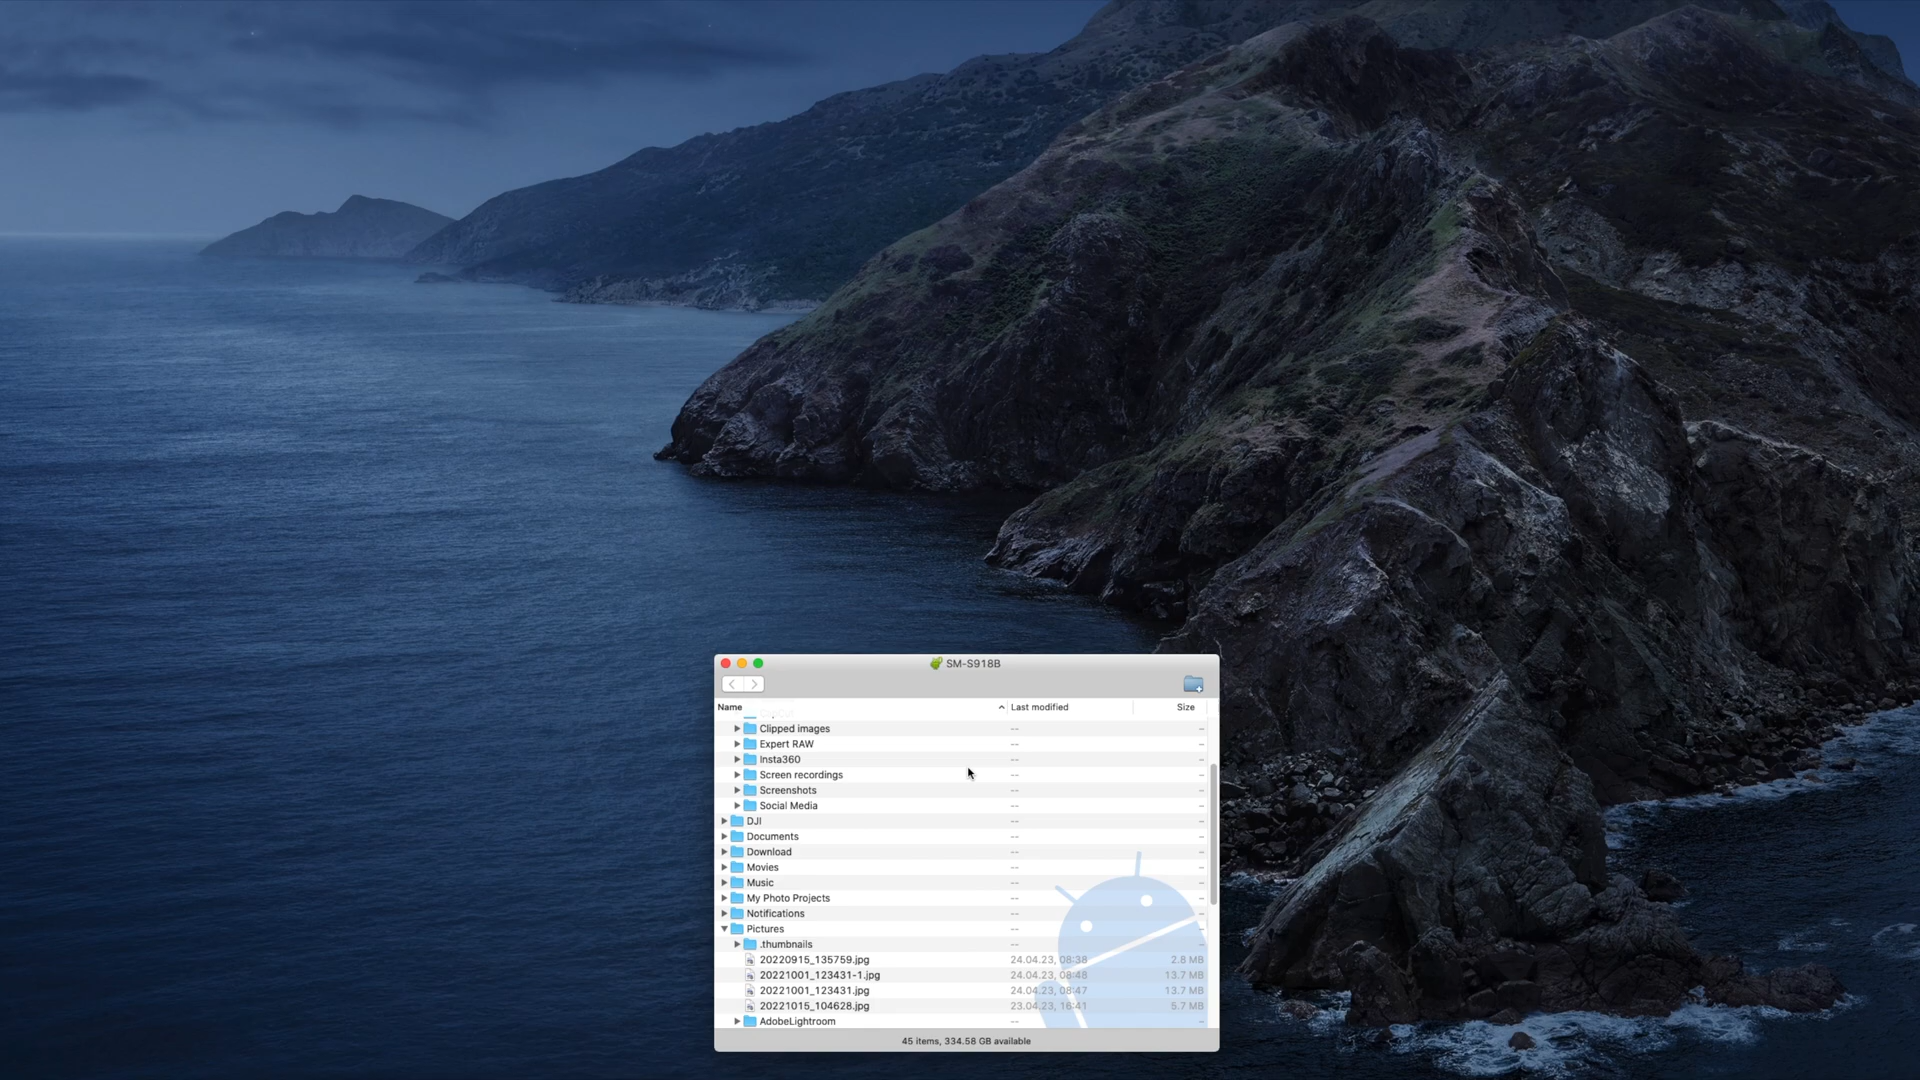 SM-S918B
Name Last modified Size
Clipped images -- --
Expert RAW -- --
Insta360 -- --
Screen recordings -- --
Screenshots -- --
Social Media -- --
DJI -- --
Documents -- --
Download -- --
Movies -- --
Music -- --
My Photo Projects -- --
Notifications -- --
Pictures -- --
.thumbnails -- --
20220915_135759.jpg 24.04.23, 08:38 2.8 MB
20221001_123431-1.jpg 24.04.23, 08:48 13.7 MB
20221001_123431.jpg 24.04.23, 08:47 13.7 MB
20221015_104628.jpg 23.04.23, 16:41 5.7 MB
AdobeLightroom -- --
45 items, 334.58 GB available